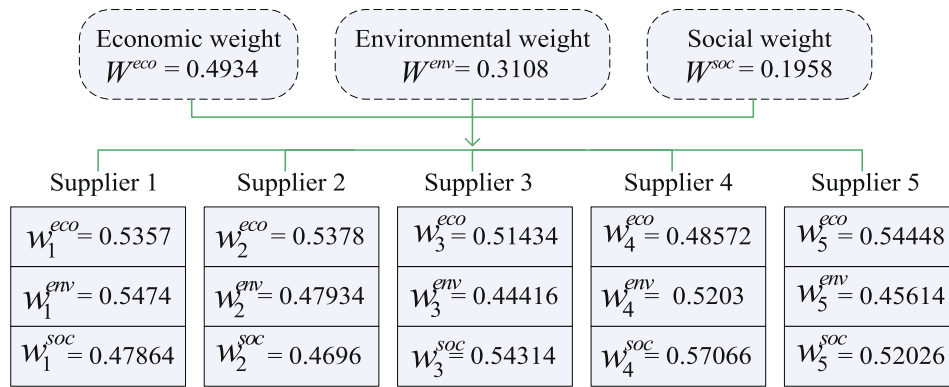 Economic weight Environmental weight Social weight
W^eco = 0.4934 W^env = 0.3108 W^soc = 0.1958
Supplier 1 Supplier 2 Supplier 3 Supplier 4 Supplier 5
w_1^eco = 0.5357 w_2^eco = 0.5378 w_3^eco = 0.51434 w_4^eco = 0.48572 w_5^eco = 0.54448
w_1^env = 0.5474 w_2^env = 0.47934 w_3^env = 0.44416 w_4^env = 0.5203 w_5^env = 0.45614
w_1^soc = 0.47864 w_2^soc = 0.4696 w_3^soc = 0.54314 w_4^soc = 0.57066 w_5^soc = 0.52026